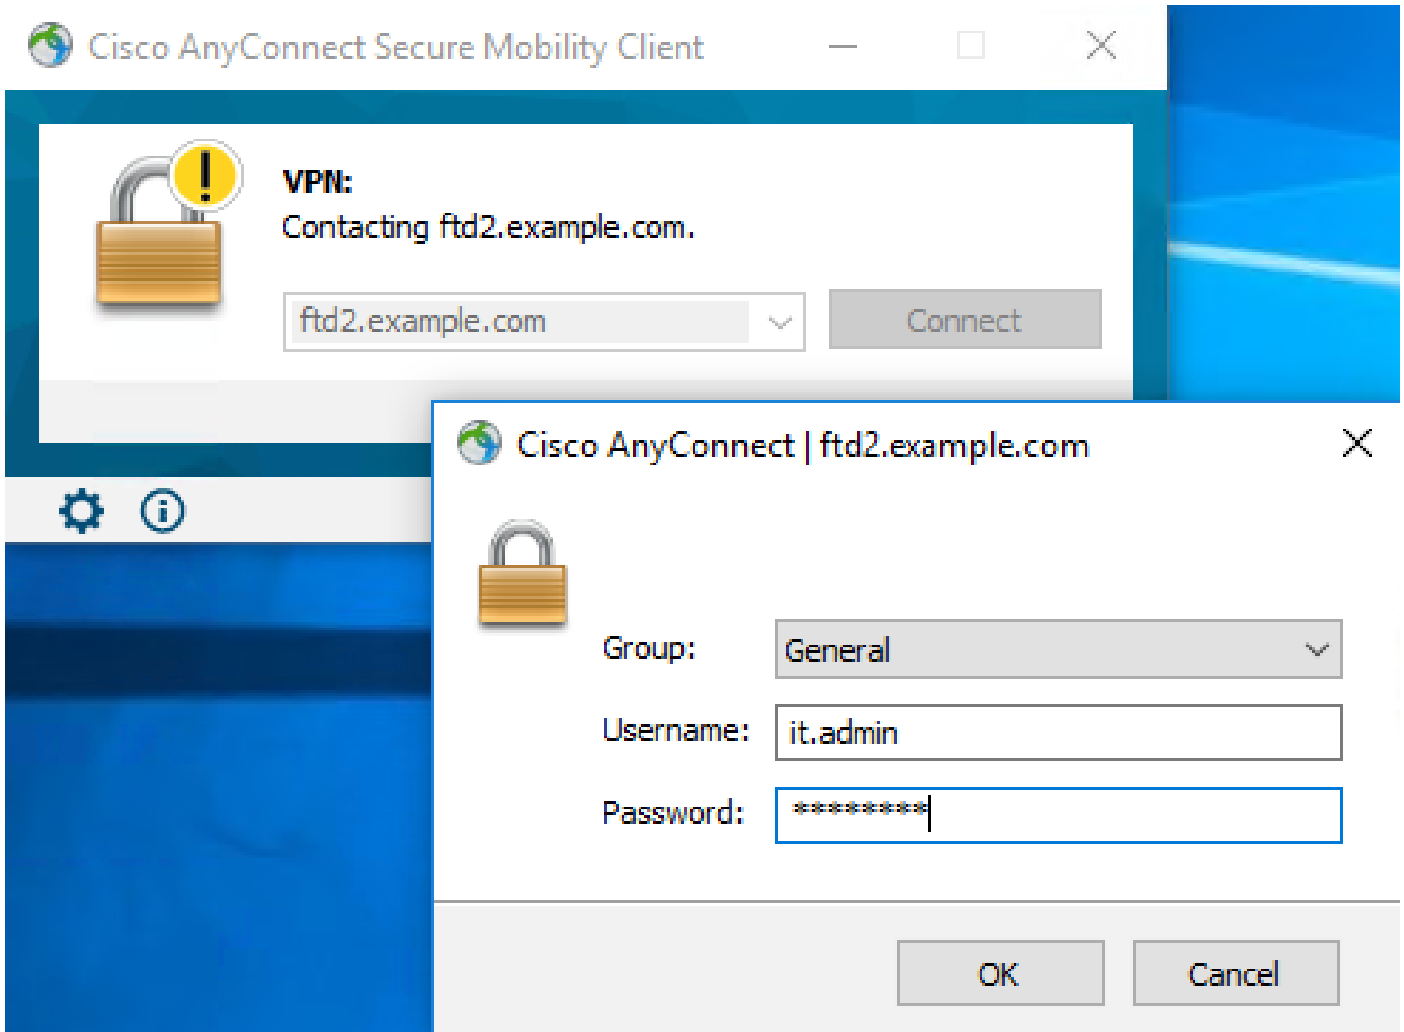 Cisco AnyConnect Secure Mobility Client
VPN:
Contacting ftd2.example.com.
ftd2.example.com
Connect
Cisco AnyConnect | ftd2.example.com
Group:
General
Username:
it.admin
Password:
********
OK
Cancel